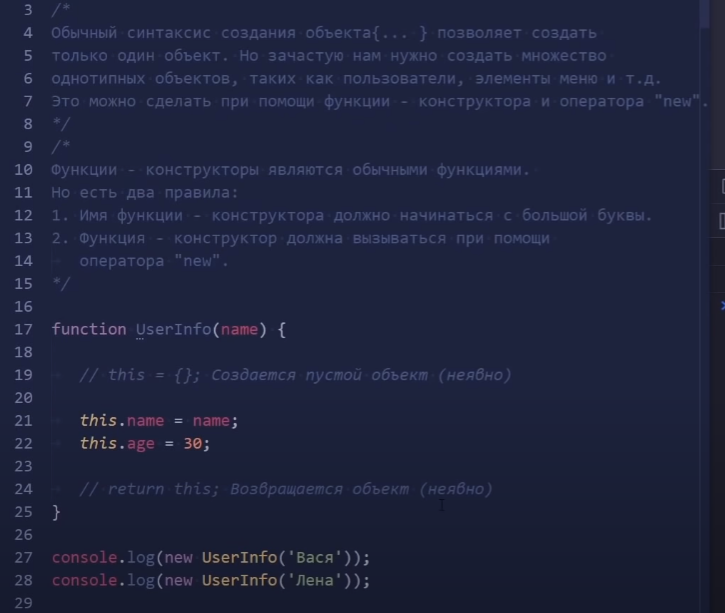 3 /*
4 Обычный синтаксис создания объекта{... } позволяет создать
5 только один объект. Но зачастую нам нужно создать множество
6 однотипных объектов, таких как пользователи, элементы меню и т.д.
7 Это можно сделать при помощи функции - конструктора и оператора "new".
8 */
9 /*
10 Функции - конструкторы являются обычными функциями.
11 Но есть два правила:
12 1. Имя функции - конструктора должно начинаться с большой буквы.
13 2. Функция - конструктор должна вызываться при помощи
14 оператора "new".
15 */
16
17 function UserInfo(name) {
18
19 // this = {}; Создается пустой объект (неявно)
20
21 this.name = name;
22 this.age = 30;
23
24 // return this; Возвращается объект (неявно)
25 }
26
27 console.log(new UserInfo('Вася'));
28 console.log(new UserInfo('Лена'));
29